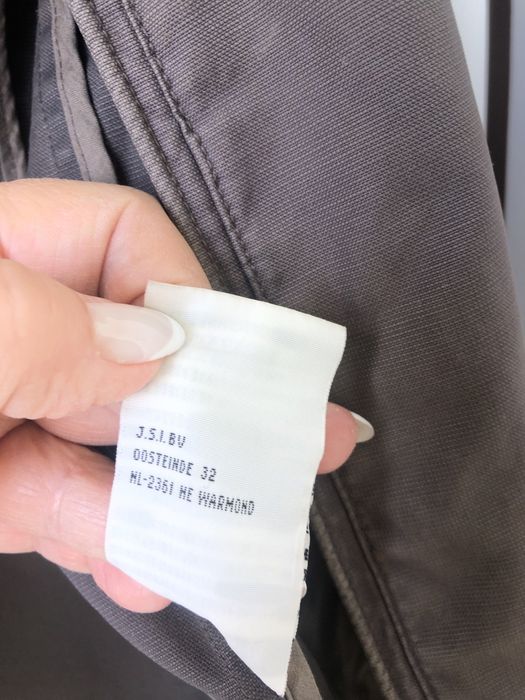 J.S.I.BV
OOSTEINDE 32
NL-2361 HE WARMOND